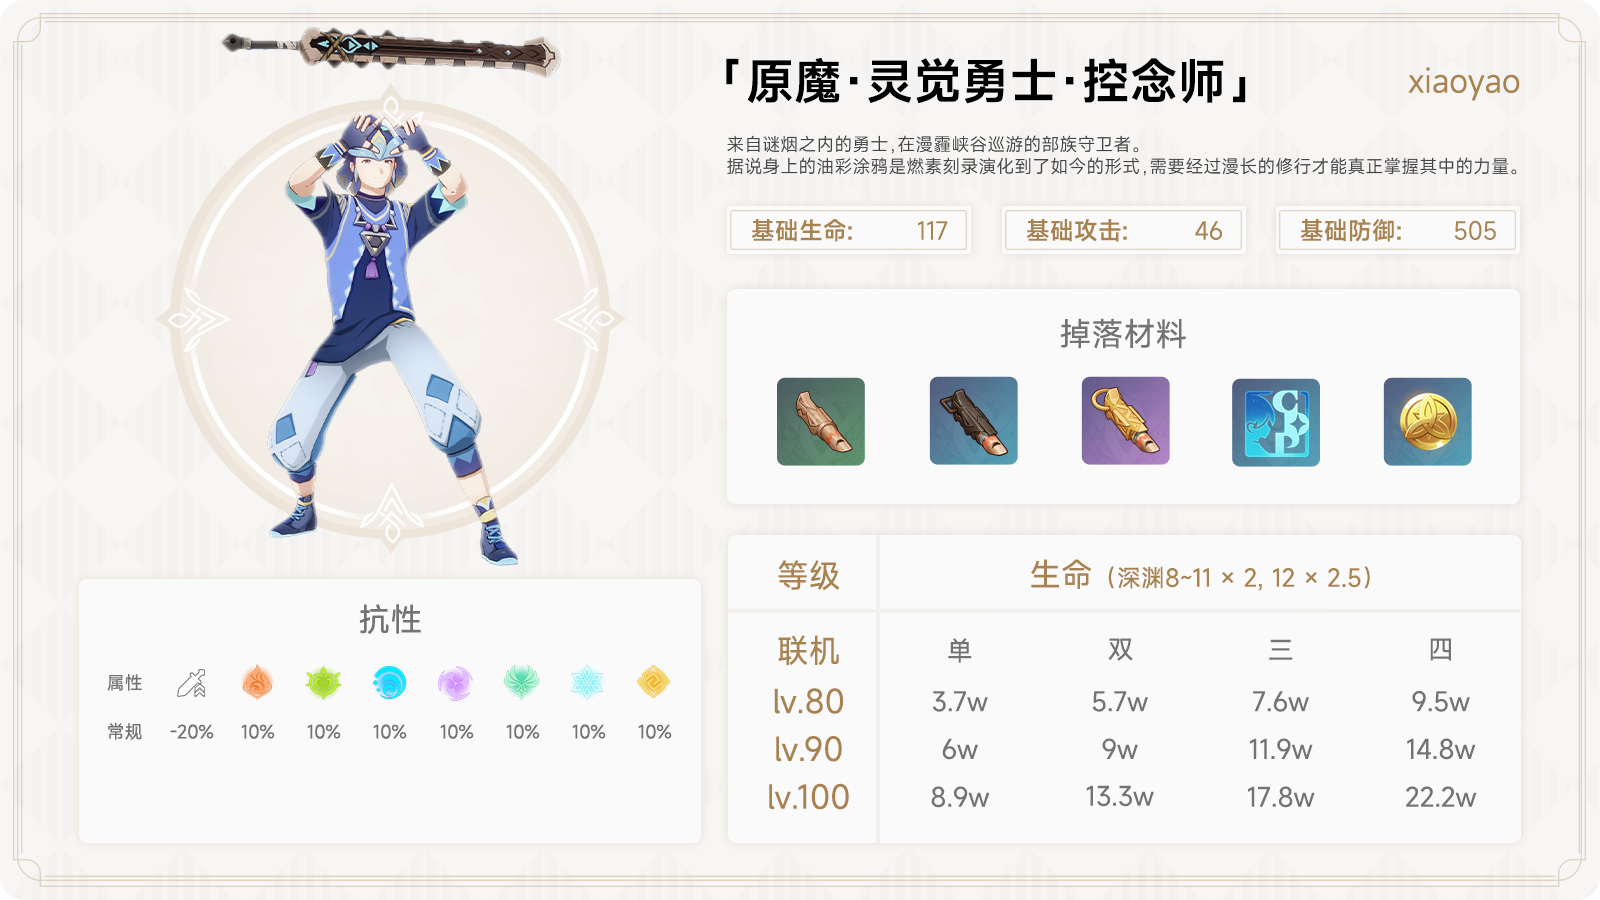 「原魔·灵觉勇士·控念师」
xiaoyao
来自谜烟之内的勇士,在漫霾峡谷巡游的部族守卫者。
据说身上的油彩涂鸦是燃素刻录演化到了如今的形式,需要经过漫长的修行才能真正掌握其中的力量。
基础生命: 117 基础攻击: 46 基础防御: 505
掉落材料
抗性
属性
常规 -20% 10% 10% 10% 10% 10% 10% 10%
等级 生命（深渊8~11 × 2, 12 × 2.5）
联机 单 双 三 四
lv.80 3.7w 5.7w 7.6w 9.5w
lv.90 6w 9w 11.9w 14.8w
lv.100 8.9w 13.3w 17.8w 22.2w